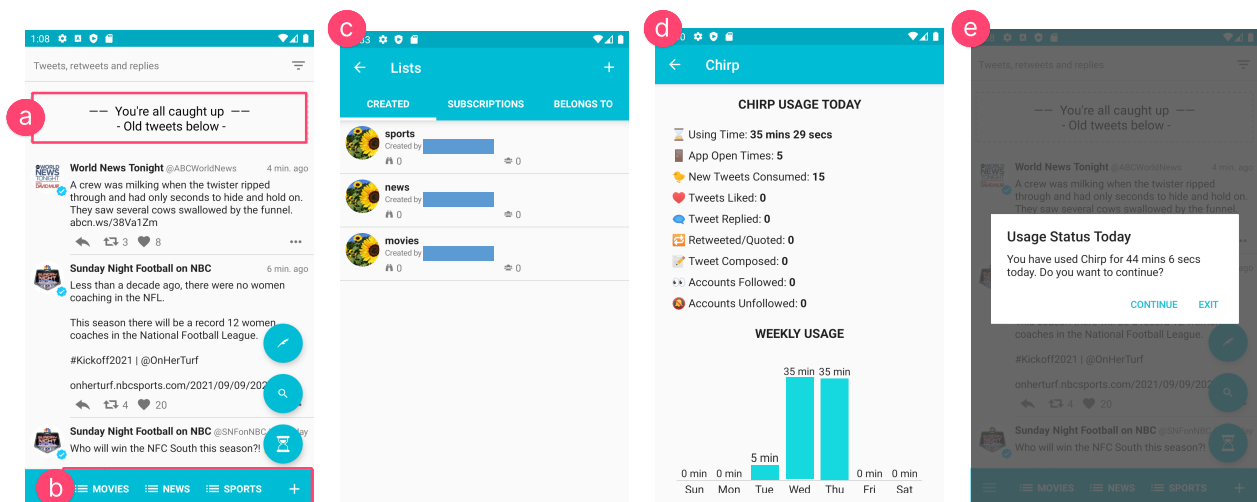 a
1:08
Tweets, retweets and replies
—— You're all caught up ——
- Old tweets below -
World News Tonight @ABCWorldNews 4 min. ago
A crew was milking when the twister ripped
through and had only seconds to hide and hold on.
They saw several cows swallowed by the funnel.
abcn.ws/38Va1Zm
3 8
Sunday Night Football on NBC 6 min. ago
Less than a decade ago, there were no women
coaching in the NFL.
This season there will be a record 12 women
coaches in the National Football League.
#Kickoff2021 | @OnHerTurf
onherturf.nbcsports.com/2021/09/09/202
4 20
Sunday Night Football on NBC @SNFonNBC
Who will win the NFC South this season?!
b
MOVIES NEWS SPORTS +
c
Lists +
CREATED SUBSCRIPTIONS BELONGS TO
sports
Created by
0 0
news
Created by
0 0
movies
Created by
0 0
d
Chirp
CHIRP USAGE TODAY
Using Time: 35 mins 29 secs
App Open Times: 5
New Tweets Consumed: 15
Tweets Liked: 0
Tweet Replied: 0
Retweeted/Quoted: 0
Tweet Composed: 0
Accounts Followed: 0
Accounts Unfollowed: 0
WEEKLY USAGE
35 min 35 min
5 min
0 min 0 min 0 min 0 min
Sun Mon Tue Wed Thu Fri Sat
e
Tweets, retweets and replies
—— You're all caught up ——
- Old tweets below -
World News Tonight @ABCWorldNews 4 min. ago
A crew was milking when the twister ripped
through and had only seconds to hide and hold on.
They saw several cows swallowed by the funnel.
Usage Status Today
You have used Chirp for 44 mins 6 secs
today. Do you want to continue?
CONTINUE EXIT
coaches in the National Football League.
#Kickoff2021 | @OnHerTurf
onherturf.nbcsports.com/2021/09/09/202
4 20
Sunday Night Football on NBC @SNFonNBC
Who will win the NFC South this season?!
MOVIES NEWS SPORTS +